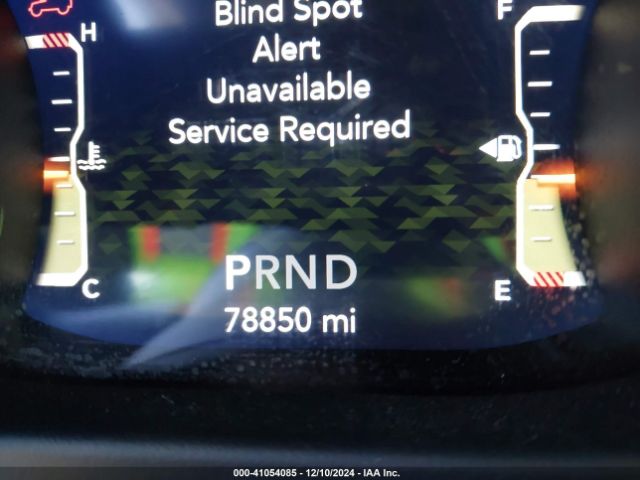 Blind Spot
Alert
Unavailable
Service Required
H
F
C
E
PRND
78850 mi
000-41054085 - 12/10/2024 - IAA Inc.